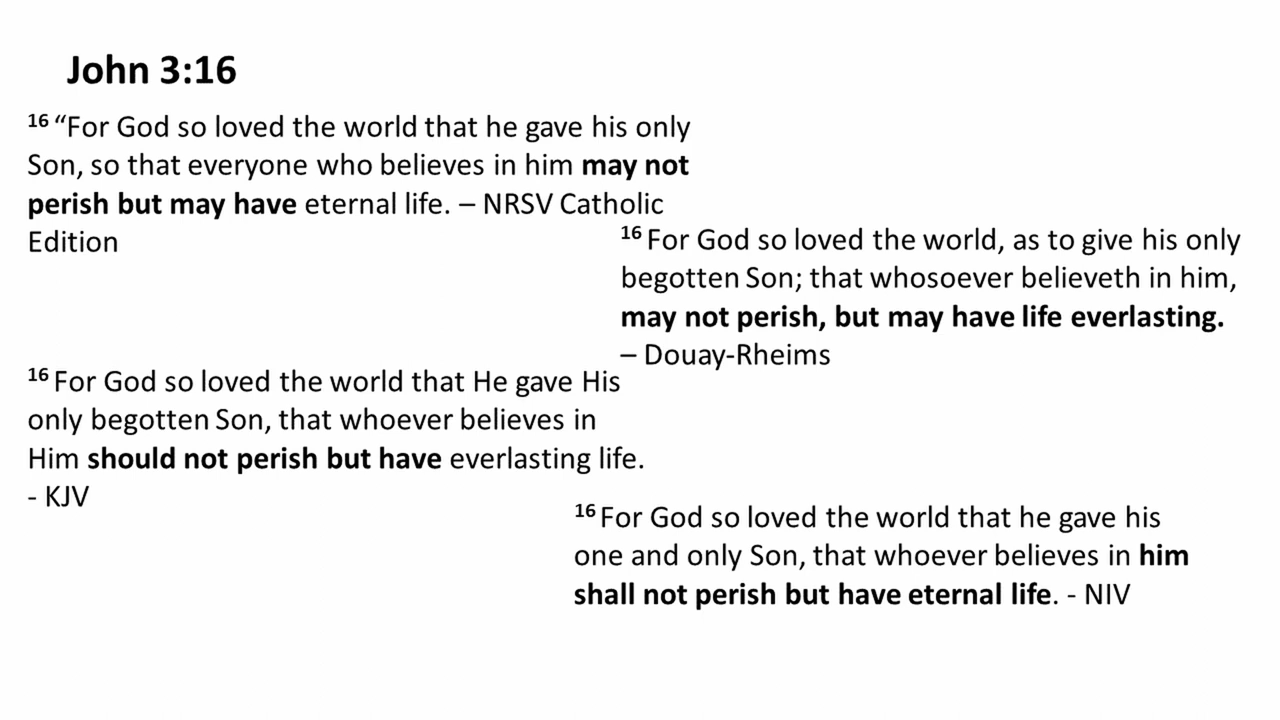 John 3:16
16 “For God so loved the world that he gave his only
Son, so that everyone who believes in him may not
perish but may have eternal life. – NRSV Catholic
Edition
16 For God so loved the world, as to give his only
begotten Son; that whosoever believeth in him,
may not perish, but may have life everlasting.
– Douay-Rheims
16 For God so loved the world that He gave His
only begotten Son, that whoever believes in
Him should not perish but have everlasting life.
- KJV
16 For God so loved the world that he gave his
one and only Son, that whoever believes in him
shall not perish but have eternal life. - NIV